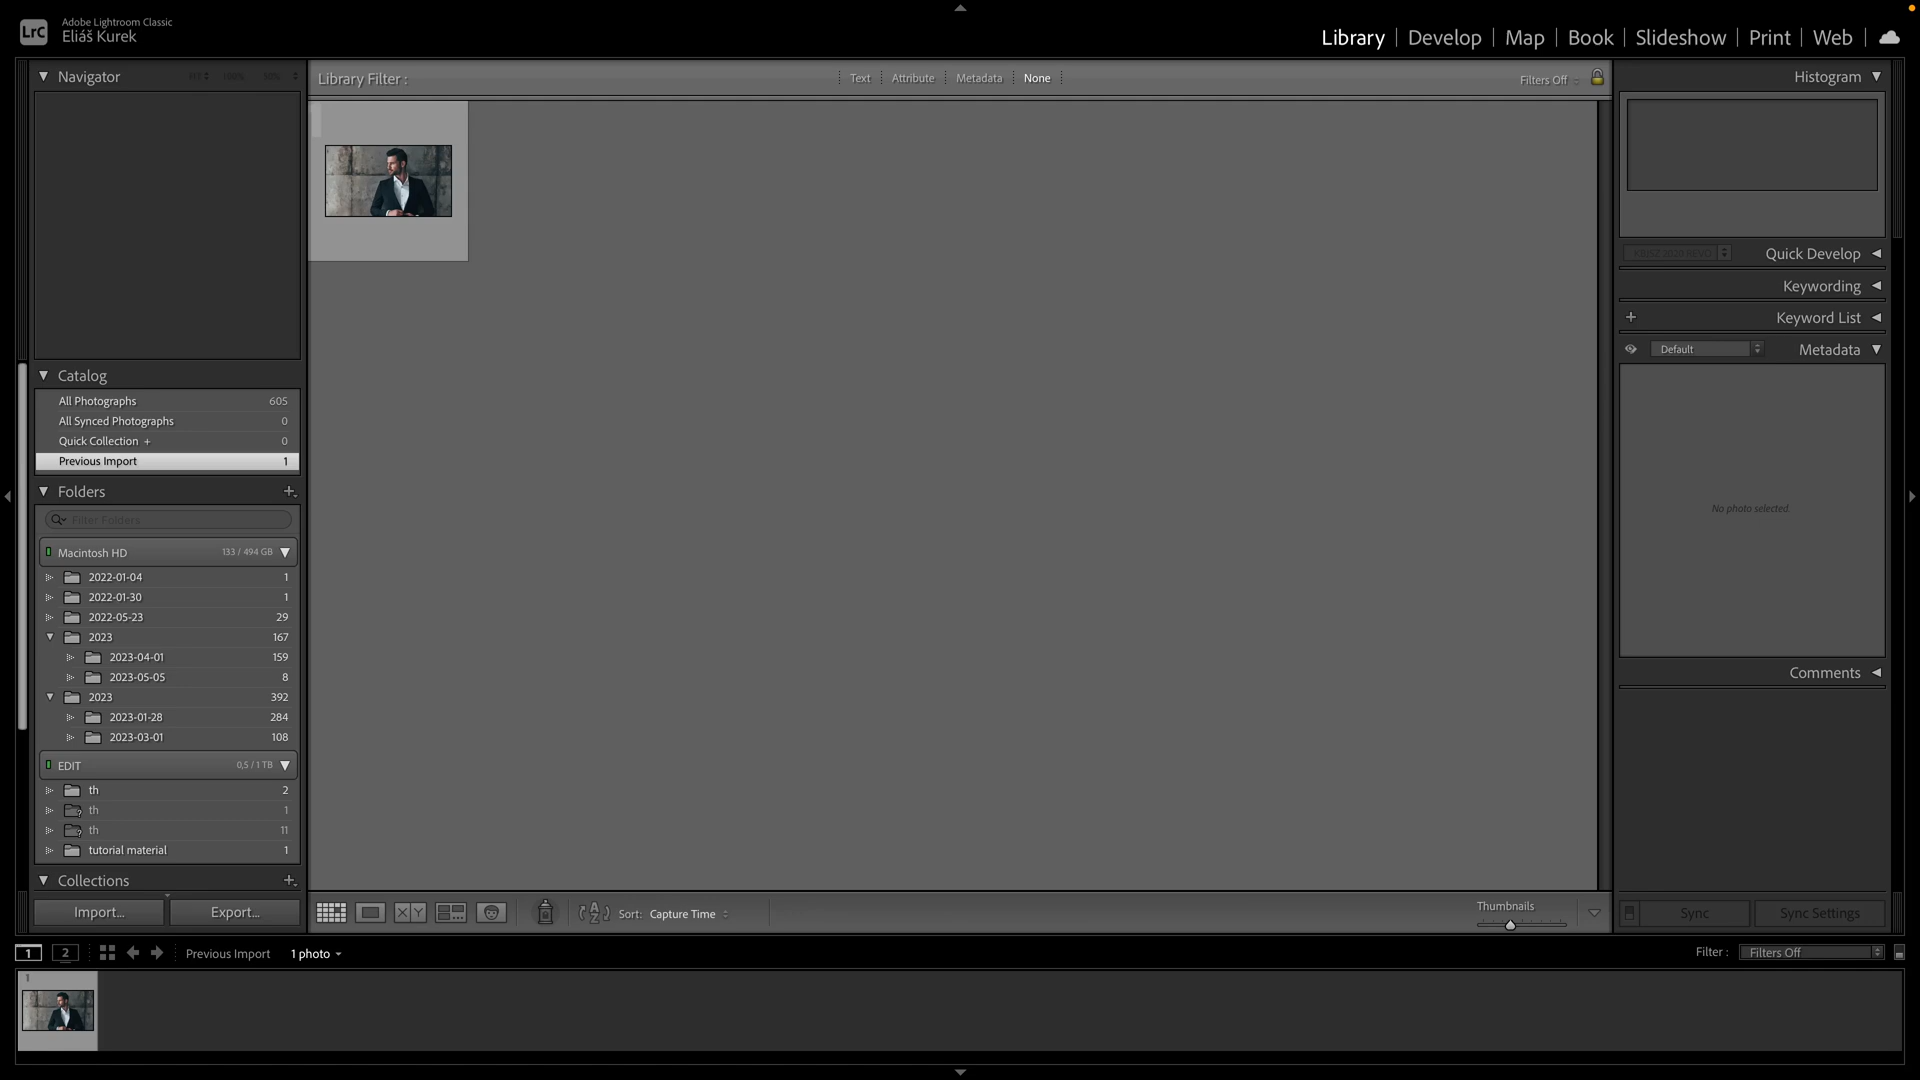 LrC
Adobe Lightroom Classic
Eliáš Kurek
Library
Develop
Map
Book
Slideshow
Print
Web
Navigator
100%
50%
Library Filter :
Text
Attribute
Metadata
None
Filters Off
Histogram
Quick Develop
Keywording
Keyword List
Default
Metadata
No photo selected.
Comments
Catalog
All Photographs 605
All Synced Photographs 0
Quick Collection + 0
Previous Import 1
Folders
Filter Folders
Macintosh HD 133 / 494 GB
2022-01-04 1
2022-01-30 1
2022-05-23 29
2023 167
2023-04-01 159
2023-05-05 8
2023 392
2023-01-28 284
2023-03-01 108
EDIT 0,5 / 1 TB
th 2
th 1
th 11
tutorial material 1
Collections
Import...
Export...
X Y
Sort: Capture Time
Thumbnails
Sync
Sync Settings
1
2
Previous Import
1 photo
Filter :
Filters Off
1